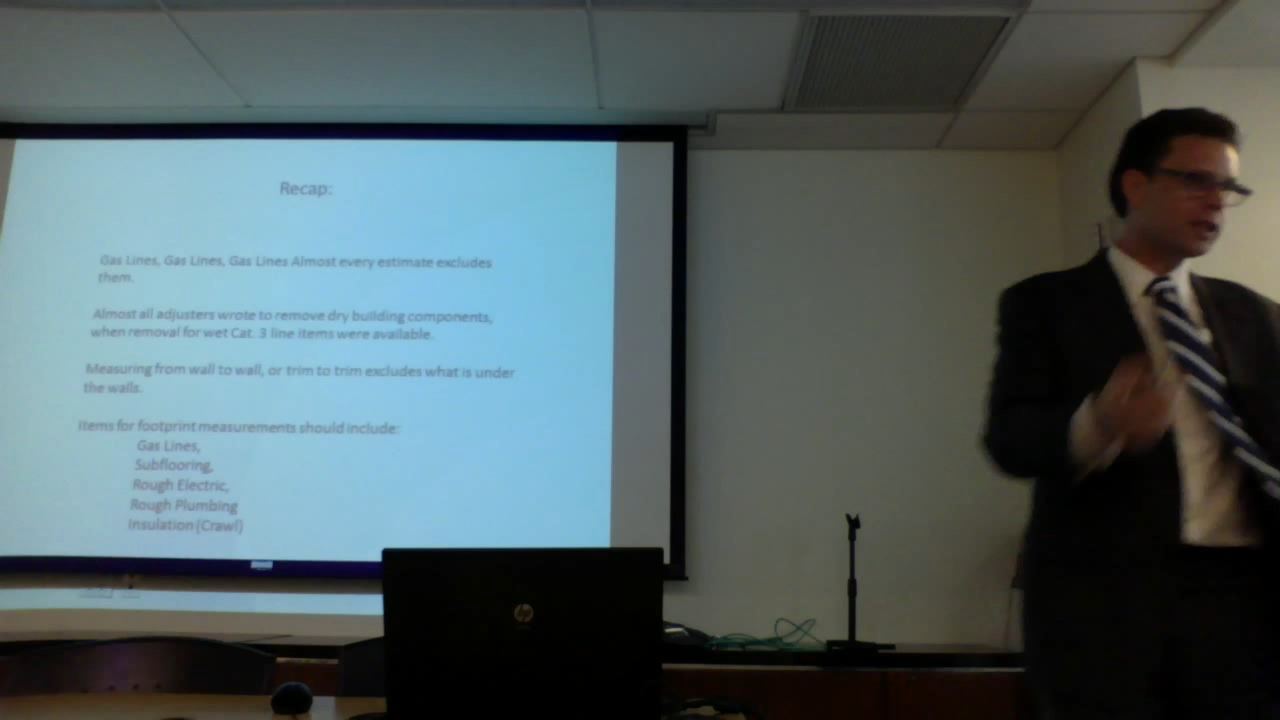 Recap:
Gas Lines, Gas Lines, Gas Lines Almost every estimate excludes
them.
Almost all adjusters wrote to remove dry building components,
when removal for wet Cat. 3 line items were available.
Measuring from wall to wall, or trim to trim excludes what is under
the walls.
Items for footprint measurements should include:
Gas Lines,
Subflooring,
Rough Electric,
Rough Plumbing
Insulation (Crawl)
hp